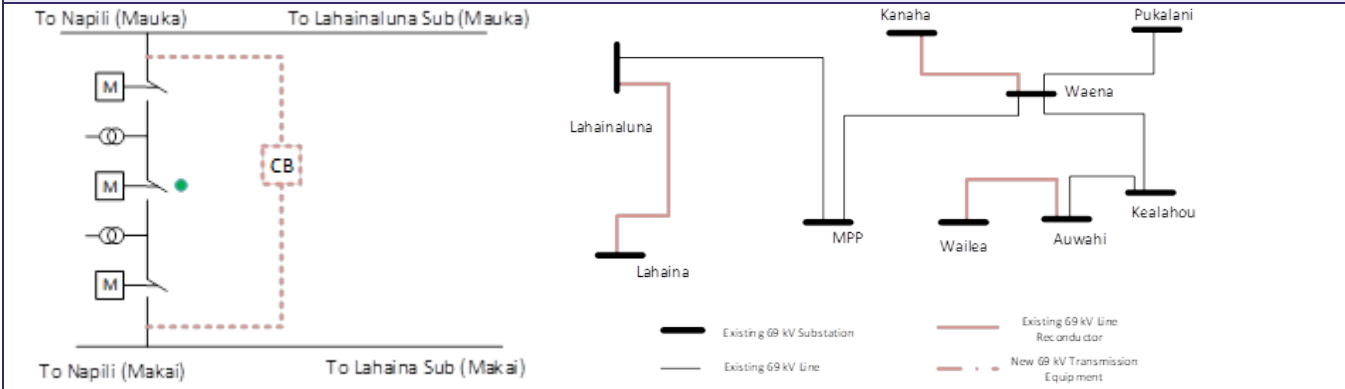 To Napili (Mauka)
To Lahainaluna Sub (Mauka)
M
M
CB
M
To Napili (Makai)
To Lahaina Sub (Makai)
Kanaha
Pukalani
Waena
Lahainaluna
Kealahou
MPP
Wailea
Auwahi
Lahaina
Existing 69 kV Substation
Existing 69 kV Line
Reconductor
Existing 69 kV Line
New 69 kV Transmission
Equipment